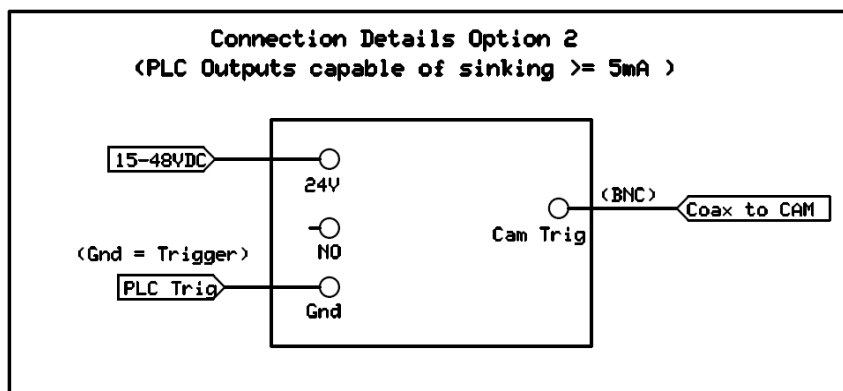 Connection Details Option 2
(PLC Outputs capable of sinking >= 5mA )
15-48VDC
24V
(BNC)
Coax to CAM
Cam Trig
NO
(Gnd = Trigger)
PLC Trig
Gnd